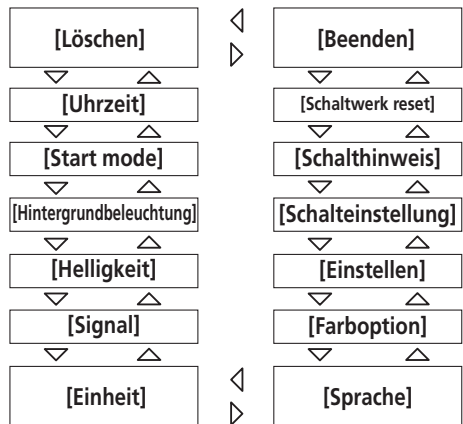 [Löschen]
[Uhrzeit]
[Start mode]
[Hintergrundbeleuchtung]
[Helligkeit]
[Signal]
[Einheit]
[Beenden]
[Schaltwerk reset]
[Schalthinweis]
[Schalteinstellung]
[Einstellen]
[Farboption]
[Sprache]